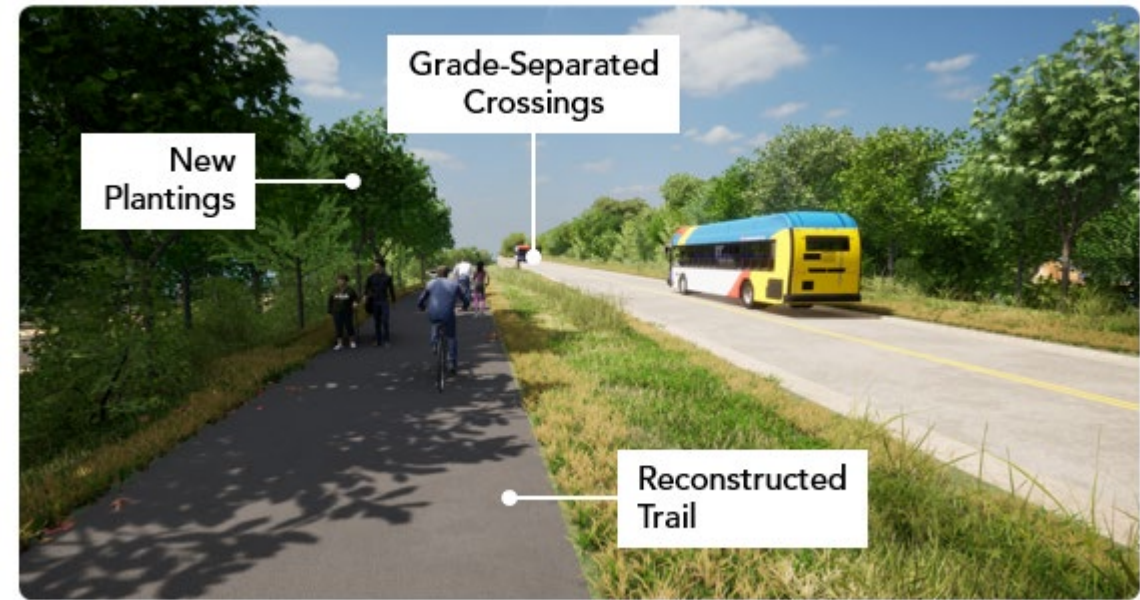 Grade-Separated
Crossings
New
Plantings
Reconstructed
Trail